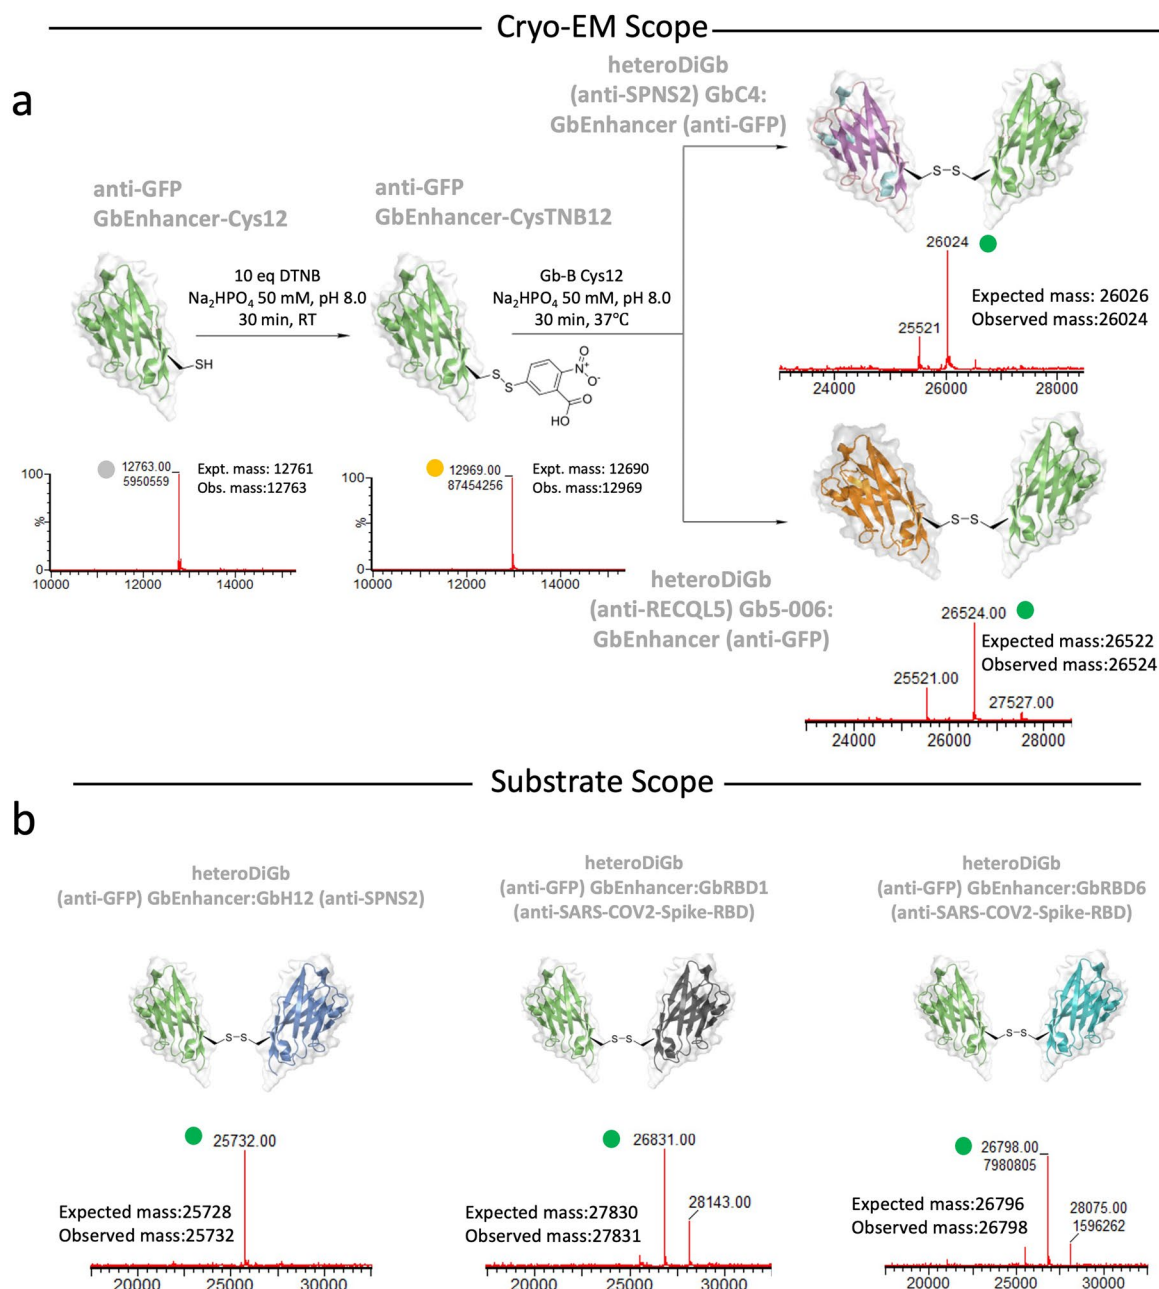 Cryo-EM Scope
a
heteroDiGb
(anti-SPNS2) GbC4:
GbEnhancer (anti-GFP)
S-S
anti-GFP
GbEnhancer-Cys12
anti-GFP
GbEnhancer-CysTNB12
10 eq DTNB
Na₂HPO₄ 50 mM, pH 8.0
30 min, RT
Gb-B Cys12
Na₂HPO₄ 50 mM, pH 8.0
30 min, 37℃
SH
S
S
N⁺
O
O⁻
O
HO
26024
25521
Expected mass: 26026
Observed mass:26024
24000 26000 28000
12763.00
5950559
Expt. mass: 12761
Obs. mass:12763
100
%
0
10000 12000 14000
12969.00
87454256
Expt. mass: 12690
Obs. mass:12969
100
%
0
10000 12000 14000
S-S
heteroDiGb
(anti-RECQL5) Gb5-006:
GbEnhancer (anti-GFP)
26524.00
25521.00
27527.00
Expected mass:26522
Observed mass:26524
24000 26000 28000
Substrate Scope
b
heteroDiGb
(anti-GFP) GbEnhancer:GbH12 (anti-SPNS2)
S-S
25732.00
Expected mass:25728
Observed mass:25732
20000 25000 30000
heteroDiGb
(anti-GFP) GbEnhancer:GbRBD1
(anti-SARS-COV2-Spike-RBD)
S-S
26831.00
28143.00
Expected mass:27830
Observed mass:27831
20000 25000 30000
heteroDiGb
(anti-GFP) GbEnhancer:GbRBD6
(anti-SARS-COV2-Spike-RBD)
S-S
26798.00
7980805
28075.00
1596262
Expected mass:26796
Observed mass:26798
20000 25000 30000